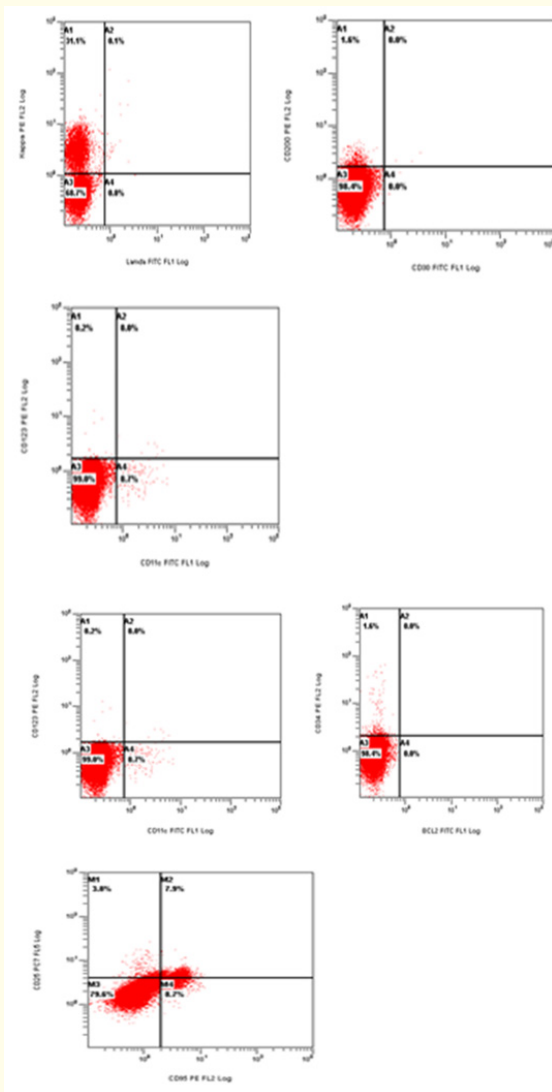 A1 A2
31.1% 0.1%
Kappa PE FL2 Log
A3 A4
68.7% 0.0%
Lamda FITC FL1 Log
A1 A2
1.6% 0.0%
CD200 PE FL2 Log
A3 A4
98.4% 0.0%
FITC FL1 Log
A1 A2
0.2% 0.0%
CD123 PE FL2 Log
A3 A4
99.0% 0.7%
CD11c FITC FL1 Log
A1 A2
0.2% 0.0%
CD123 PE FL2 Log
A3 A4
99.0% 0.7%
CD11c FITC FL1 Log
A1 A2
1.6% 0.0%
CD34 PE FL2 Log
A3 A4
98.4% 0.0%
BCL2 FITC FL1 Log
M1 M2
3.8% 7.9%
CD25 PC7 FL5 Log
M3 M4
79.6% 8.7%
CD95 PE FL2 Log